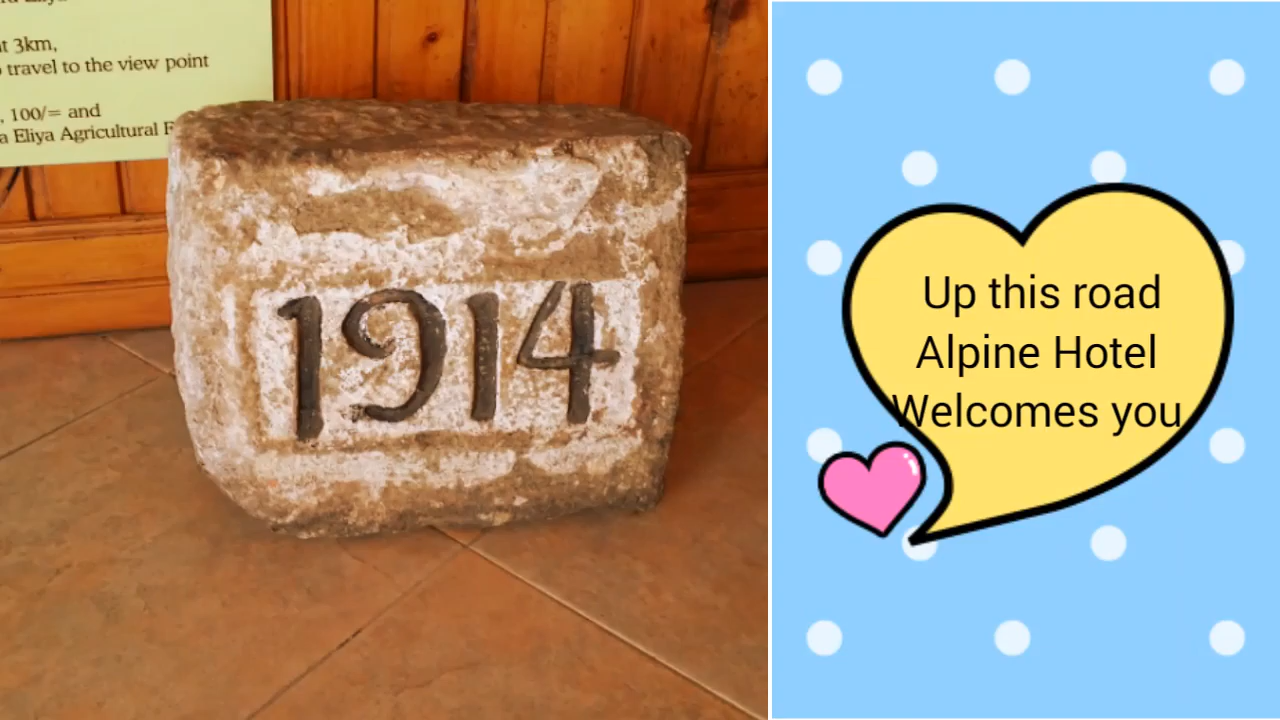 t 3km,
travel to the view point
, 100/= and
a Eliya Agricultural
1914
Up this road
Alpine Hotel
Welcomes you